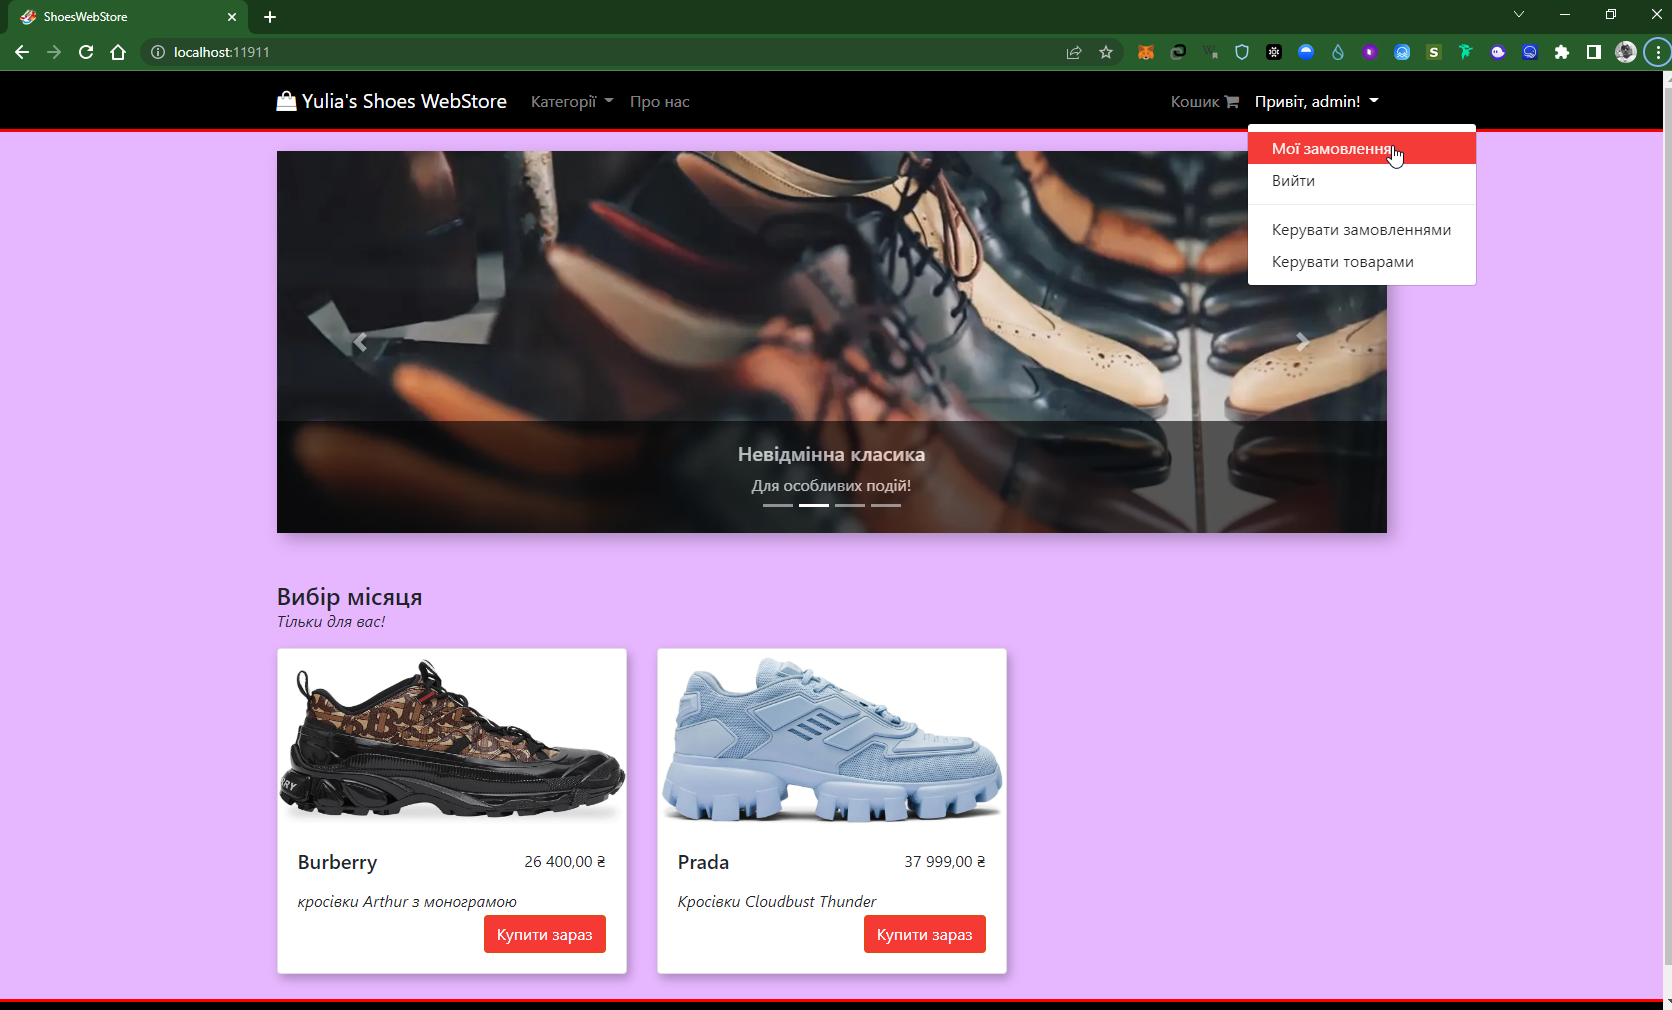 ShoesWebStore
localhost:11911
Yulia's Shoes WebStore Категорії Про нас Кошик Привіт, admin!
Мої замовлення
Вийти
Керувати замовленнями
Керувати товарами
Невідмінна класика
Для особливих подій!
Вибір місяця
Тільки для вас!
Burberry 26 400,00 ₴
кросівки Arthur з монограмою
Купити зараз
Prada 37 999,00 ₴
Кросівки Cloudbust Thunder
Купити зараз